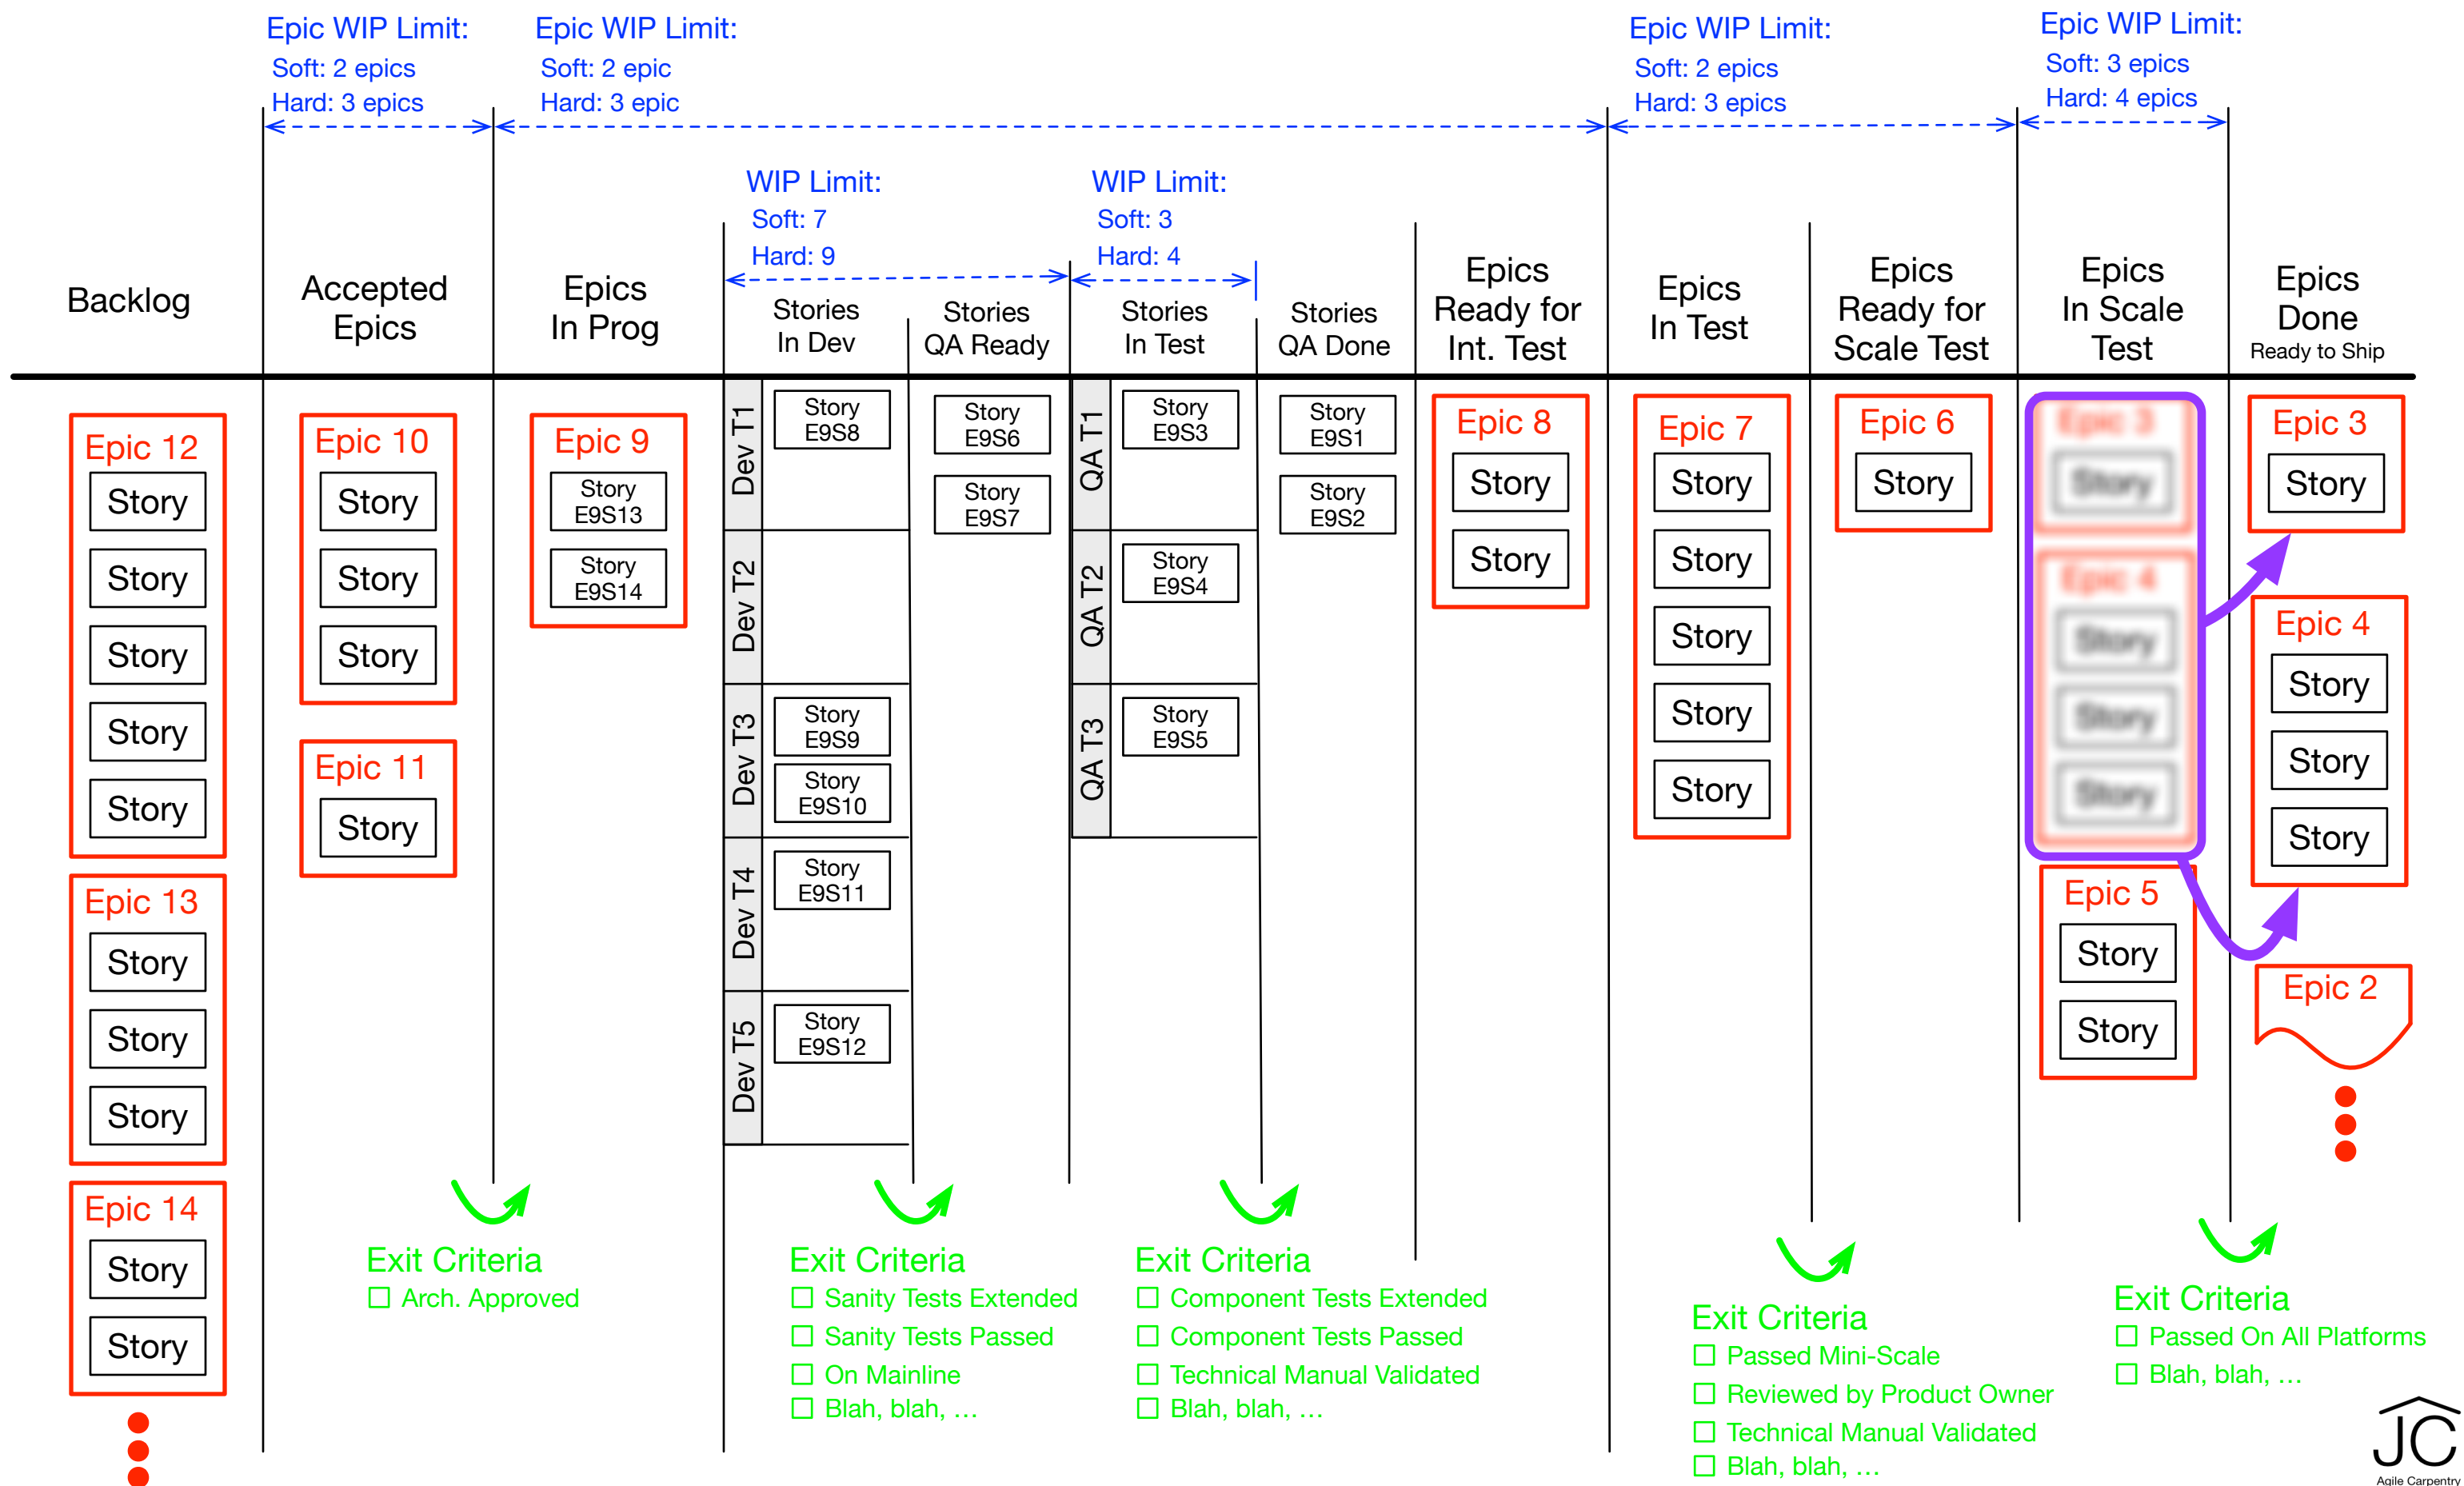 Epic WIP Limit:
Soft: 2 epics
Hard: 3 epics
Epic WIP Limit:
Soft: 2 epic
Hard: 3 epic
Epic WIP Limit:
Soft: 2 epics
Hard: 3 epics
Epic WIP Limit:
Soft: 3 epics
Hard: 4 epics
WIP Limit:
Soft: 7
Hard: 9
WIP Limit:
Soft: 3
Hard: 4
Backlog
Accepted
Epics
Epics
In Prog
Stories
In Dev
Stories
QA Ready
Stories
In Test
Stories
QA Done
Epics
Ready for
Int. Test
Epics
In Test
Epics
Ready for
Scale Test
Epics
In Scale
Test
Epics
Done
Ready to Ship
Epic 12
Story
Story
Story
Story
Story
Epic 13
Story
Story
Story
Epic 14
Story
Story
Epic 10
Story
Story
Story
Epic 11
Story
Epic 9
Story
E9S13
Story
E9S14
Dev T1
Story
E9S8
Dev T2
Dev T3
Story
E9S9
Story
E9S10
Dev T4
Story
E9S11
Dev T5
Story
E9S12
Story
E9S6
Story
E9S7
QA T1
Story
E9S3
QA T2
Story
E9S4
QA T3
Story
E9S5
Story
E9S1
Story
E9S2
Epic 8
Story
Story
Epic 7
Story
Story
Story
Story
Story
Epic 6
Story
Epic 3
Story
Epic 4
Story
Story
Story
Epic 5
Story
Story
Epic 3
Story
Epic 4
Story
Story
Story
Epic 2
Exit Criteria
Arch. Approved
Exit Criteria
Sanity Tests Extended
Sanity Tests Passed
On Mainline
Blah, blah, …
Exit Criteria
Component Tests Extended
Component Tests Passed
Technical Manual Validated
Blah, blah, …
Exit Criteria
Passed Mini-Scale
Reviewed by Product Owner
Technical Manual Validated
Blah, blah, …
Exit Criteria
Passed On All Platforms
Blah, blah, …
JC
Agile Carpentry